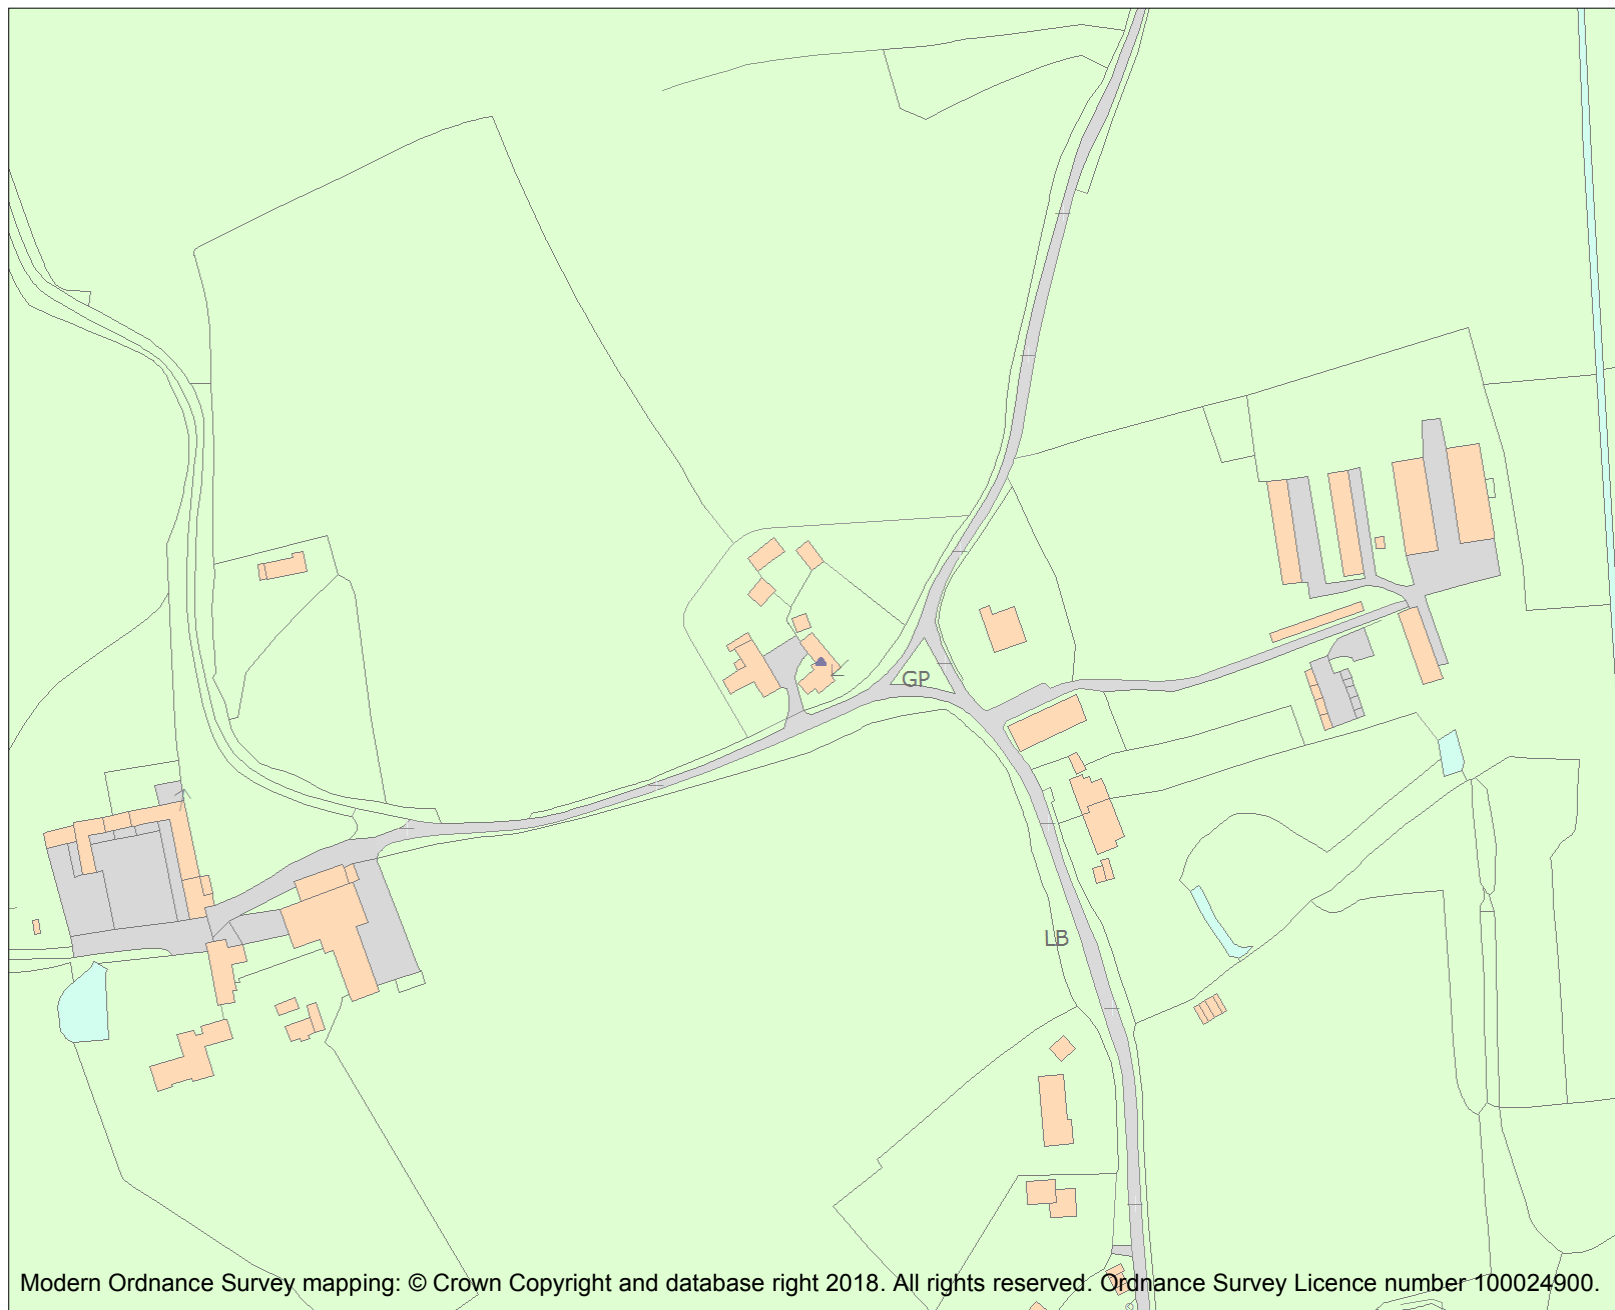 GP
LB
Modern Ordnance Survey mapping: © Crown Copyright and database right 2018. All rights reserved. Ordnance Survey Licence number 100024900.